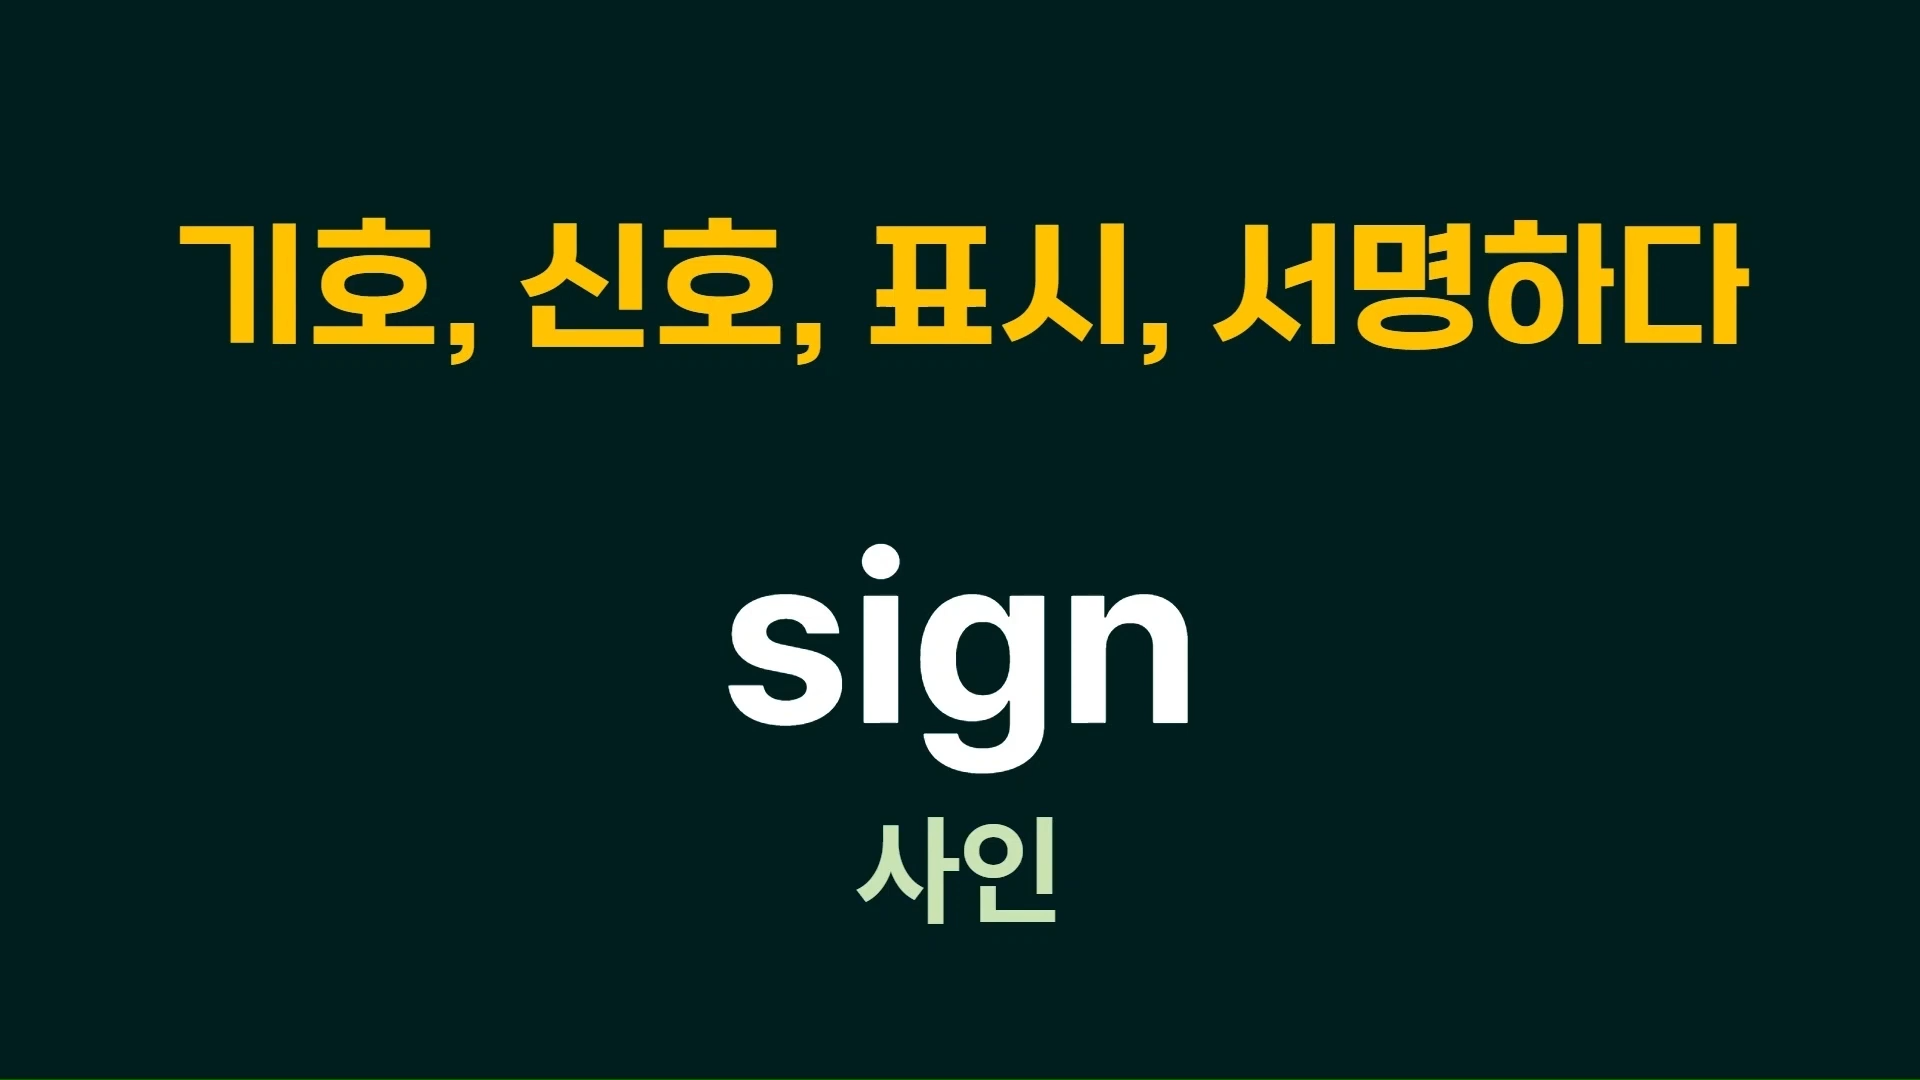 기호, 신호, 표시, 서명하다
sign
사인